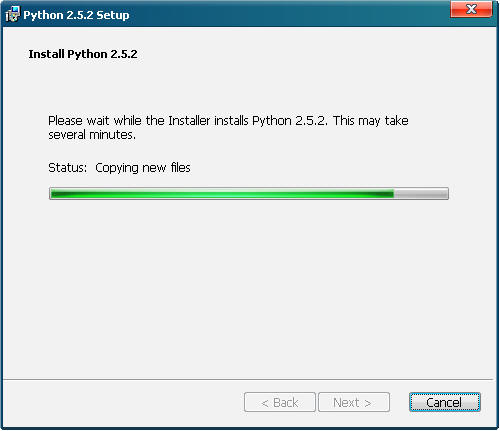 Python 2.5.2 Setup
Install Python 2.5.2
Please wait while the Installer installs Python 2.5.2. This may take
several minutes.
Status: Copying new files
< Back Next > Cancel